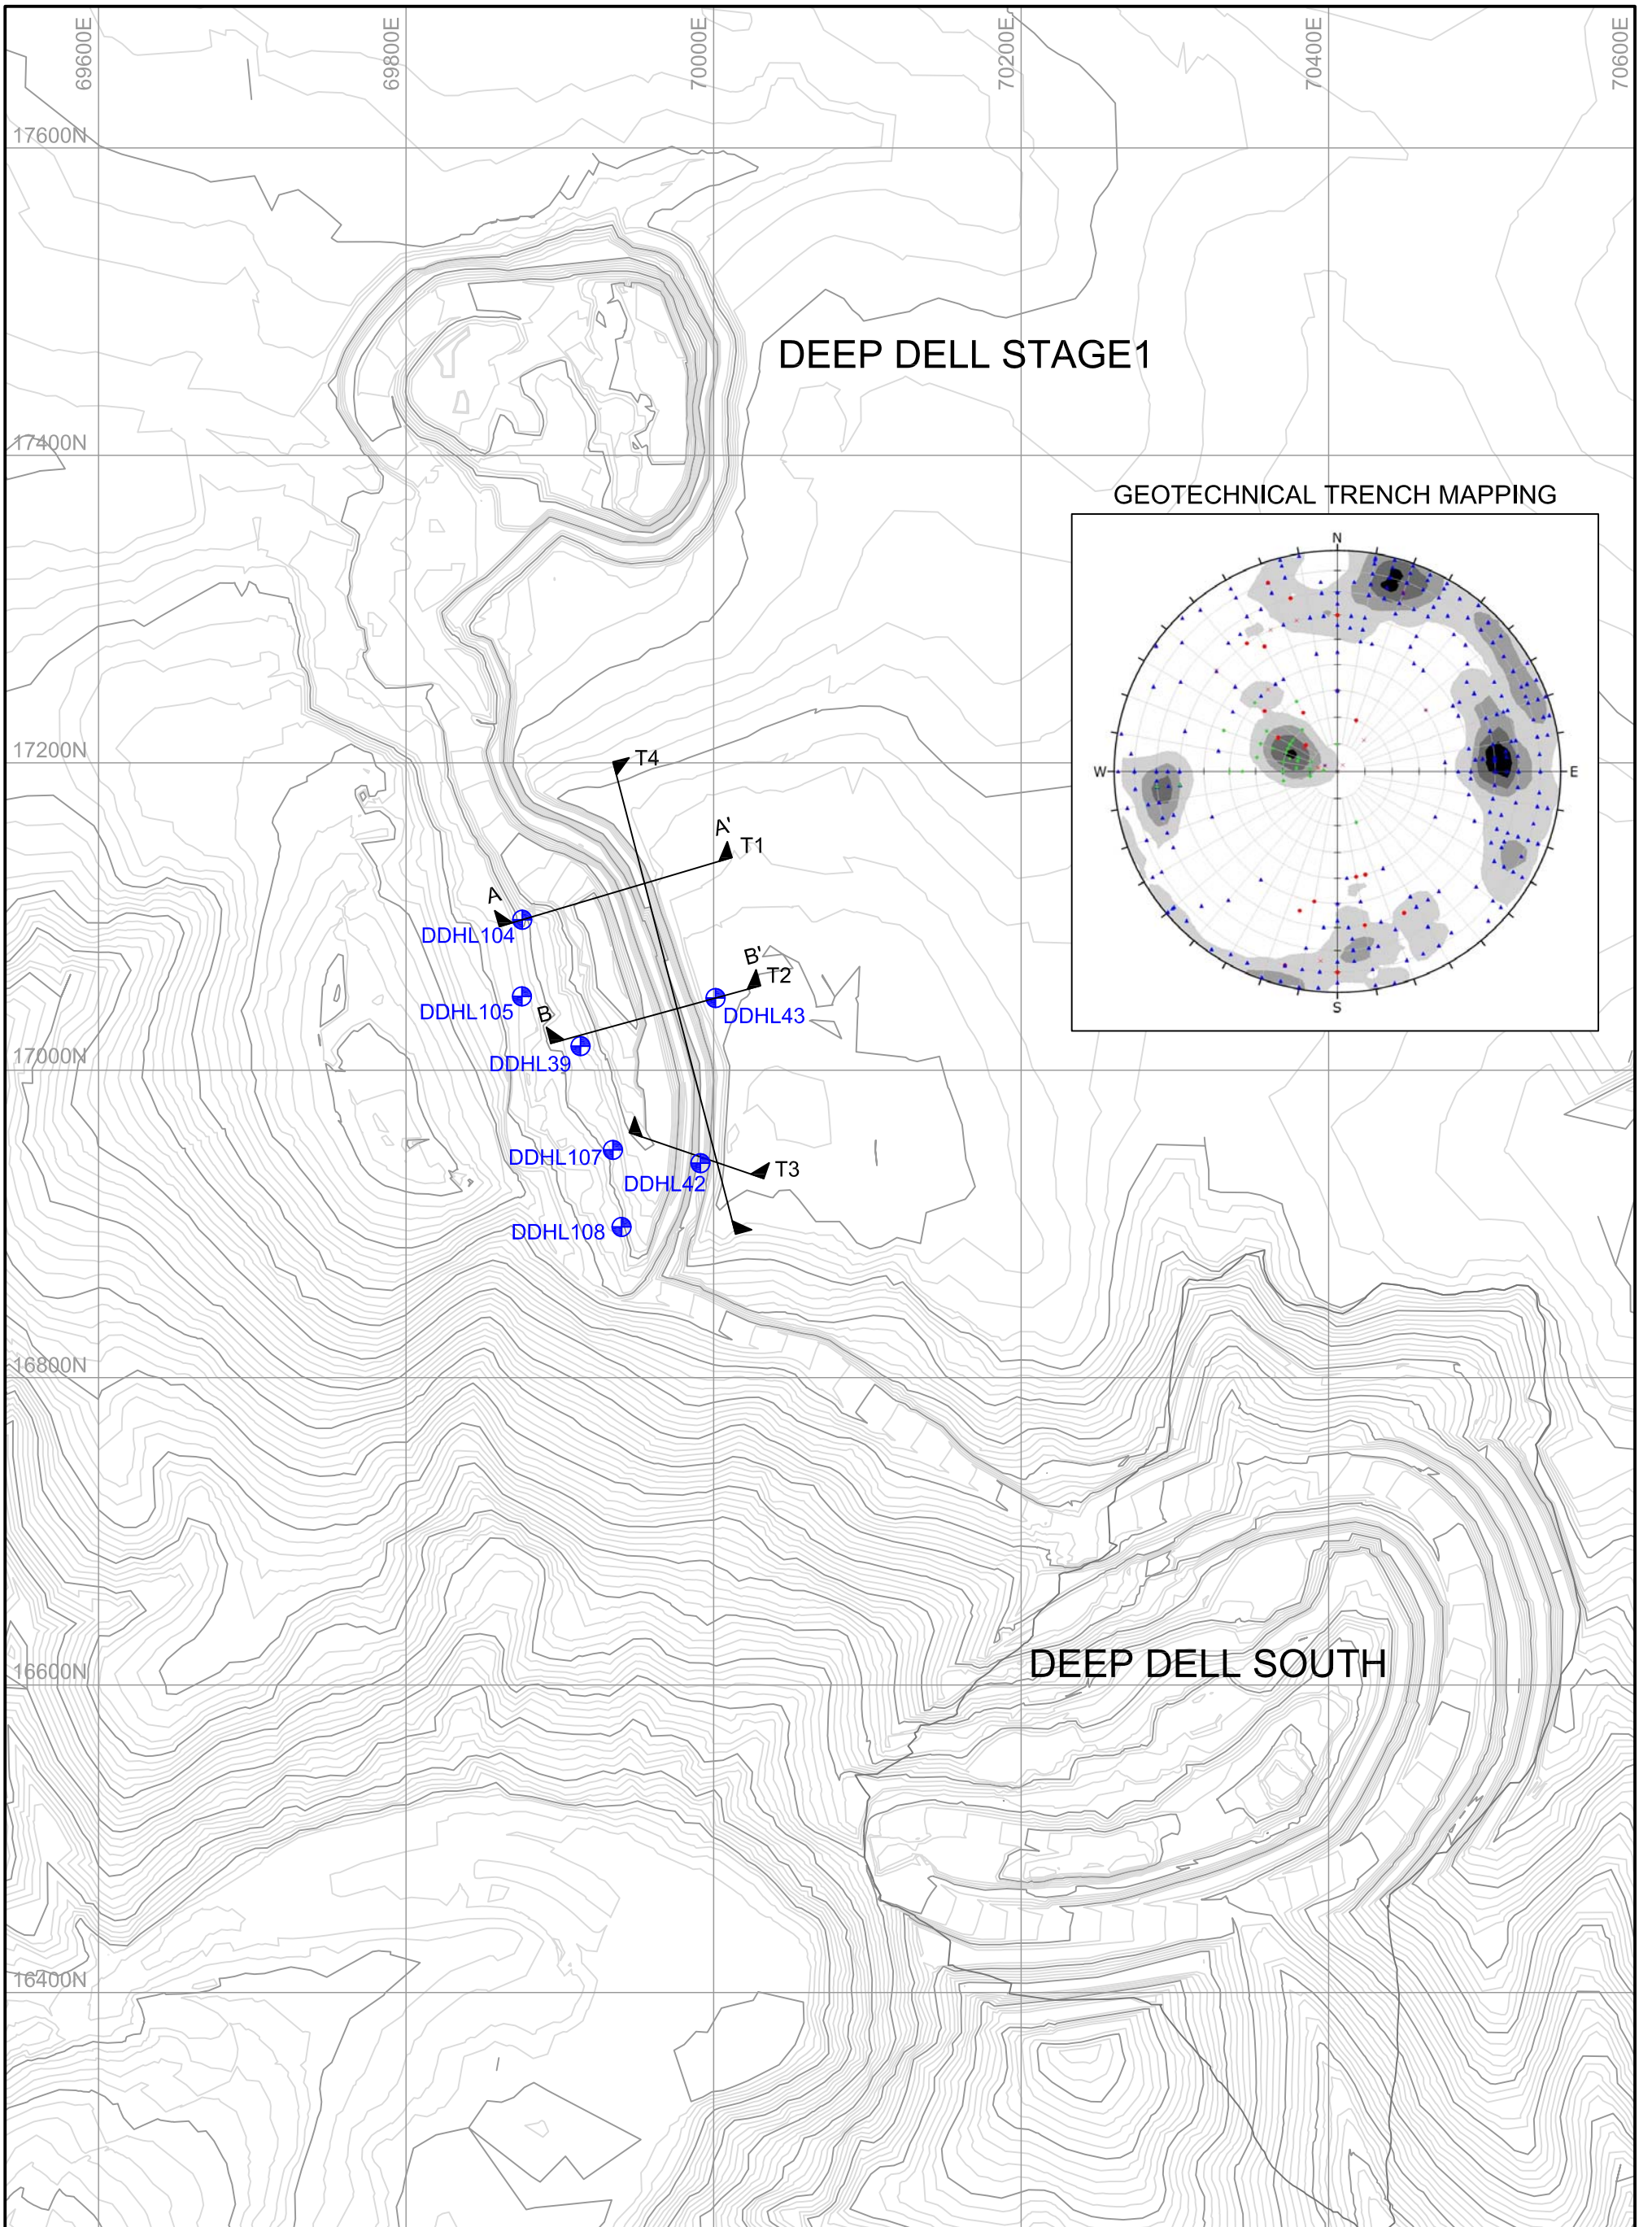 69600E
69800E
70000E
70200E
70400E
70600E
17600N
DEEP DELL STAGE1
17400N
GEOTECHNICAL TRENCH MAPPING
N
W
E
S
17200N
T4
A'
T1
A
DDHL104
B'
T2
DDHL105
B
DDHL43
DDHL39
17000N
DDHL107
T3
DDHL42
DDHL108
16800N
DEEP DELL SOUTH
16600N
16400N